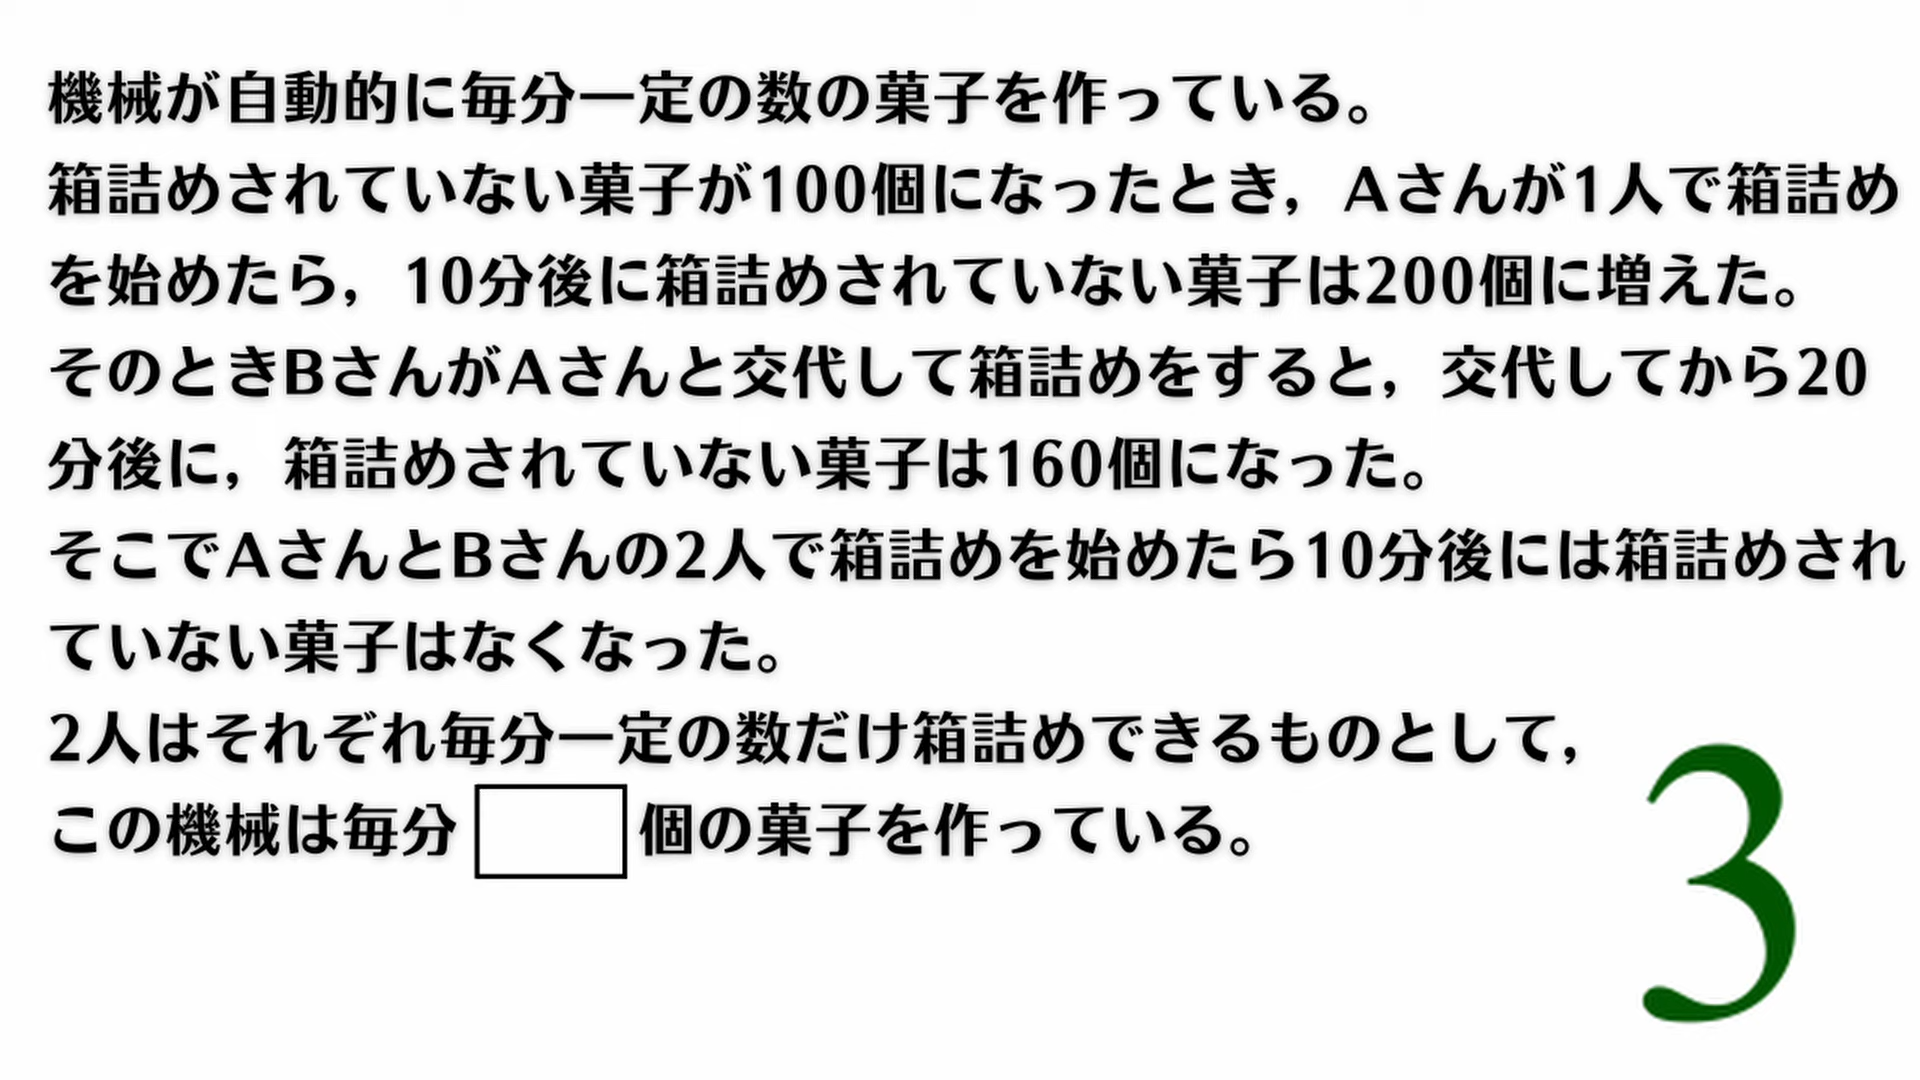 機械が自動的に毎分一定の数の菓子を作っている。
箱詰めされていない菓子が100個になったとき，Aさんが1人で箱詰め
を始めたら，10分後に箱詰めされていない菓子は200個に増えた。
そのときBさんがAさんと交代して箱詰めをすると，交代してから20
分後に，箱詰めされていない菓子は160個になった。
そこでAさんとBさんの2人で箱詰めを始めたら10分後には箱詰めされ
ていない菓子はなくなった。
2人はそれぞれ毎分一定の数だけ箱詰めできるものとして，
この機械は毎分 個の菓子を作っている。
3